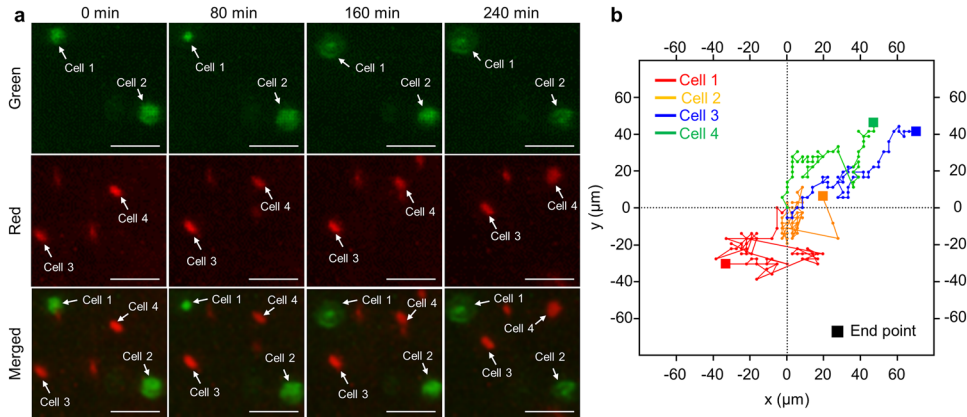 a
0 min 80 min 160 min 240 min
Green
Cell 1 Cell 2
Cell 1 Cell 2
Cell 1 Cell 2
Cell 1 Cell 2
Red
Cell 4 Cell 3
Cell 4 Cell 3
Cell 4 Cell 3
Cell 4 Cell 3
Merged
Cell 1 Cell 4 Cell 2 Cell 3
Cell 1 Cell 4 Cell 2 Cell 3
Cell 1 Cell 4 Cell 2 Cell 3
Cell 1 Cell 4 Cell 2 Cell 3
b
-60 -40 -20 0 20 40 60
Cell 1
Cell 2
Cell 3
Cell 4
60 60
40 40
20 20
0 0
-20 -20
-40 -40
-60 -60
y (µm)
End point
-60 -40 -20 0 20 40 60
x (µm)